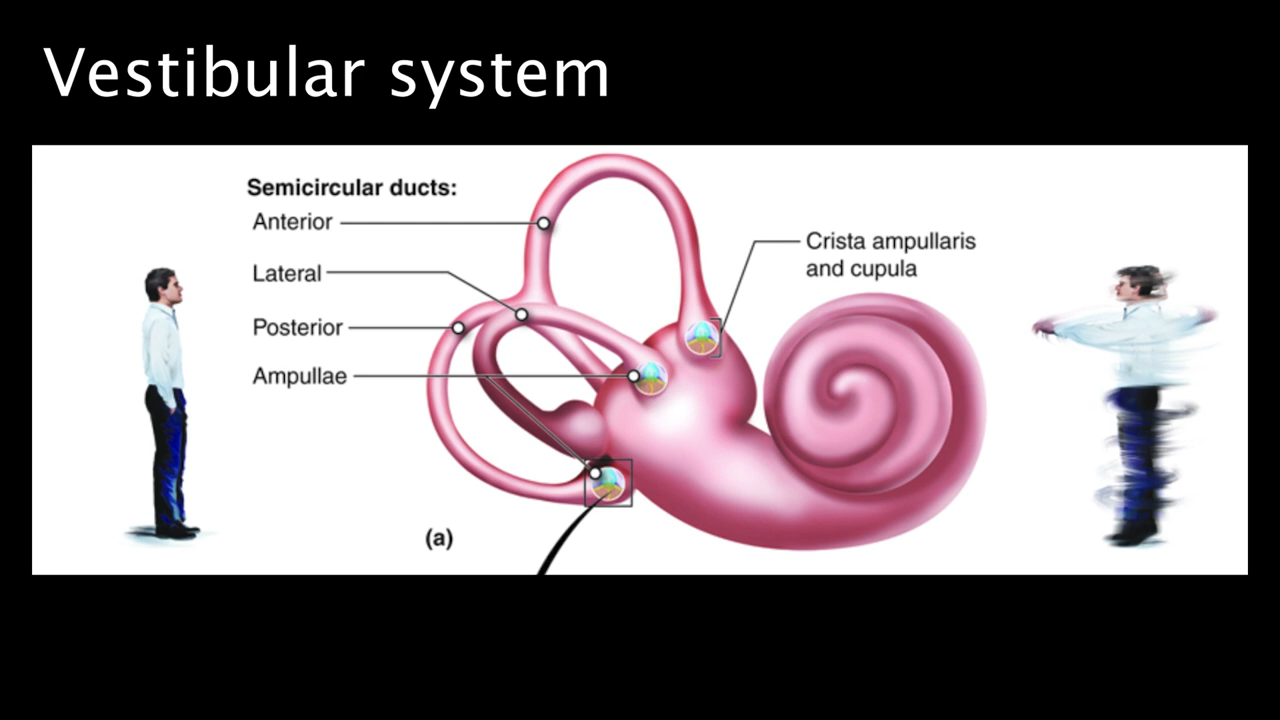 Vestibular system
Semicircular ducts:
Anterior
Lateral
Posterior
Ampullae
Crista ampullaris
and cupula
(a)